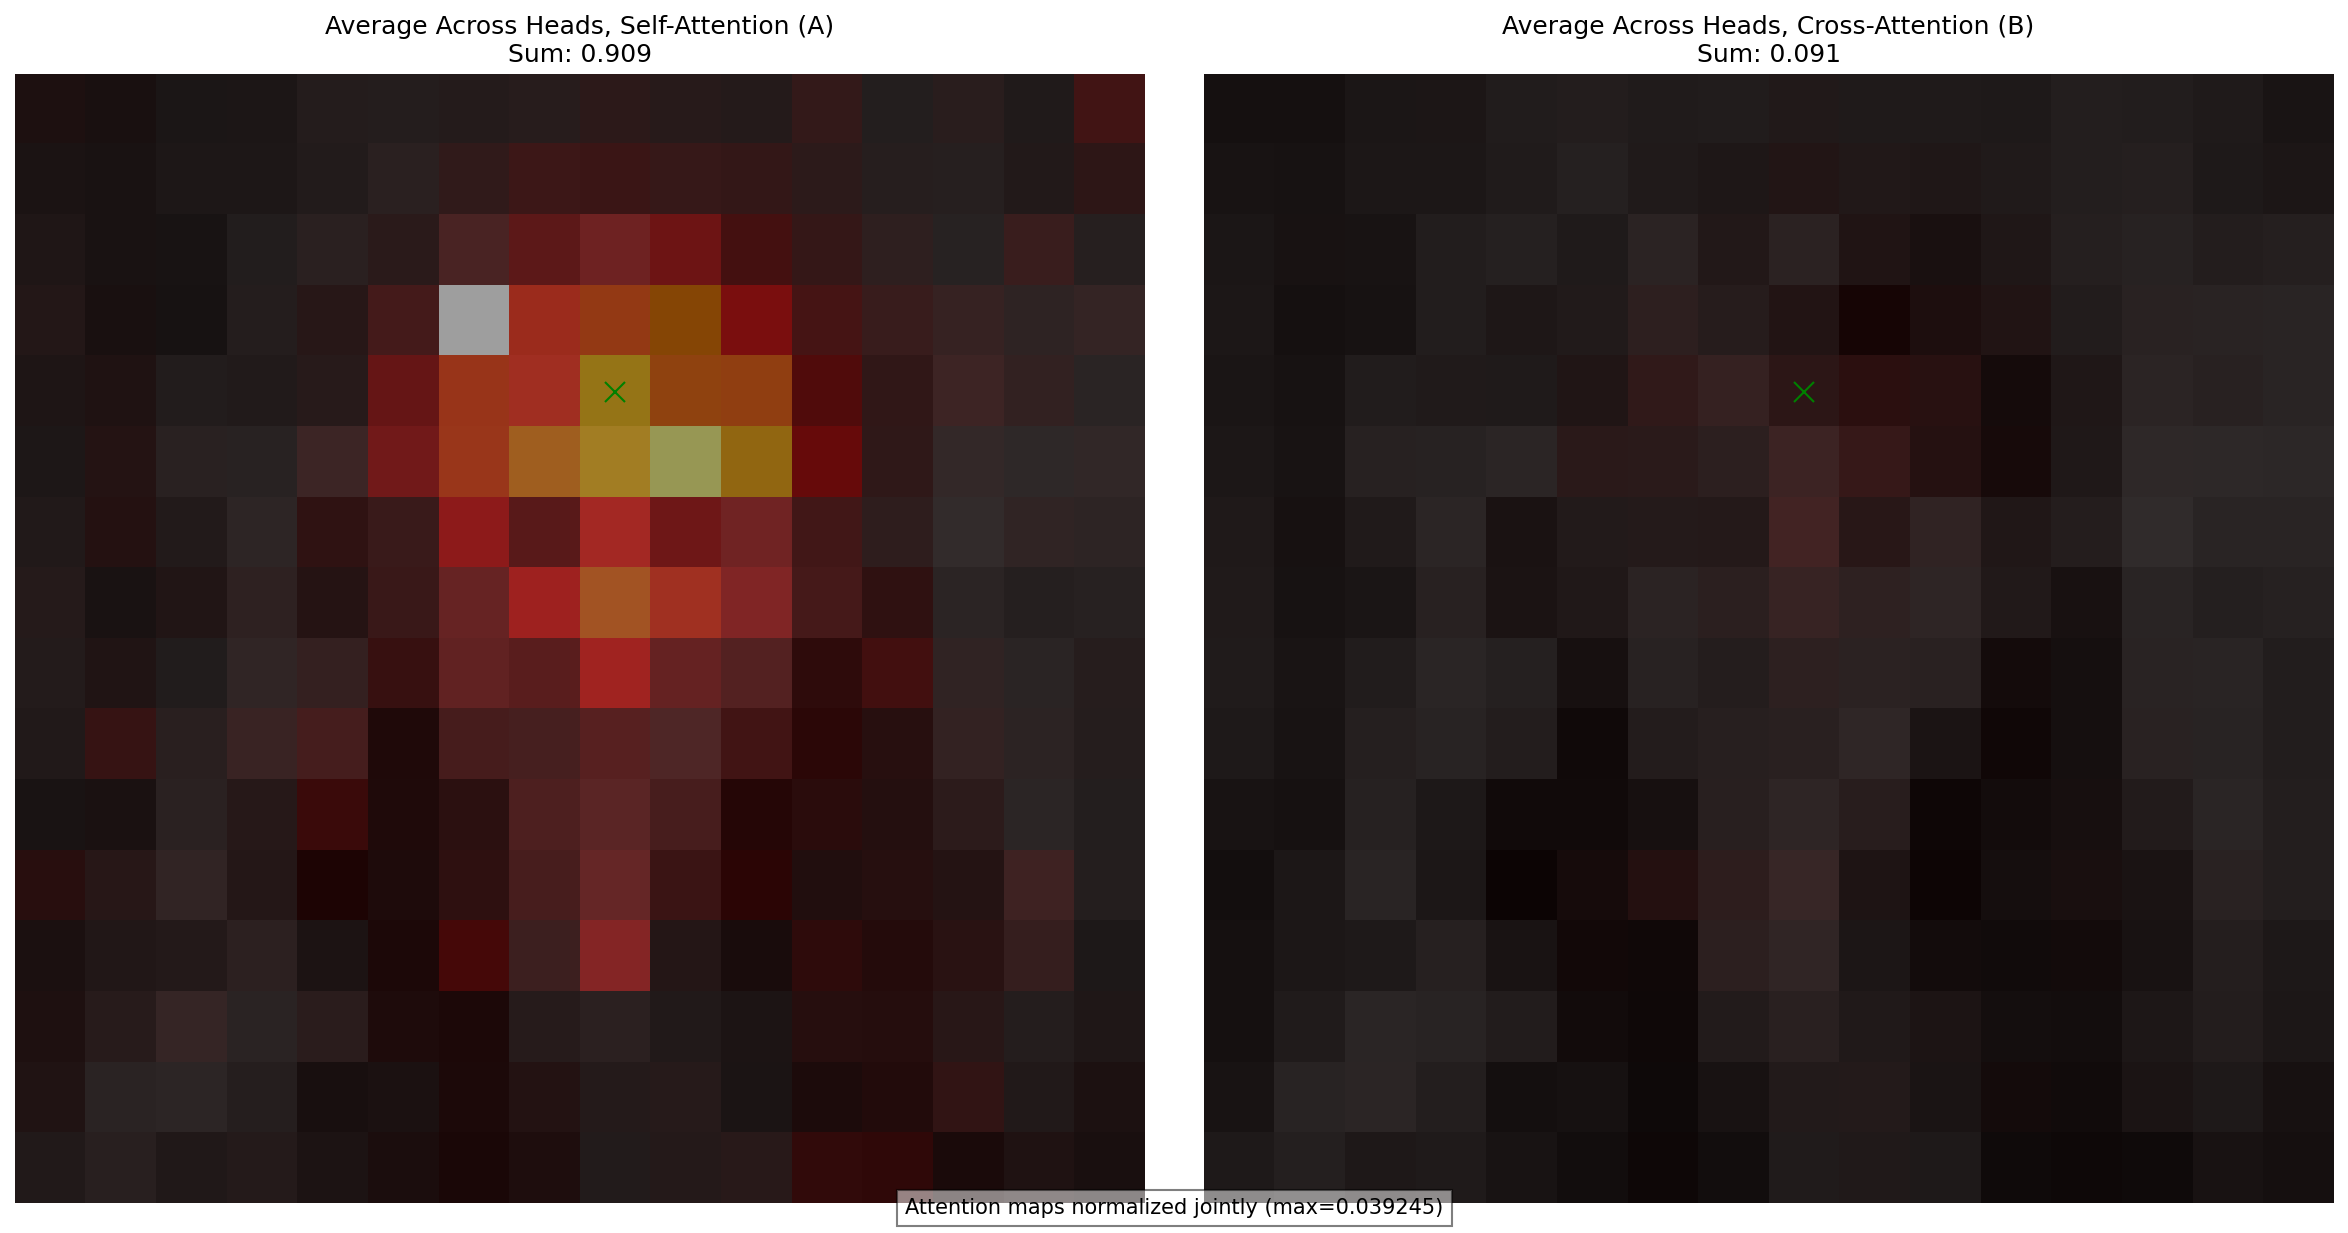 Average Across Heads, Self-Attention (A)
Sum: 0.909
Average Across Heads, Cross-Attention (B)
Sum: 0.091
Attention maps normalized jointly (max=0.039245)